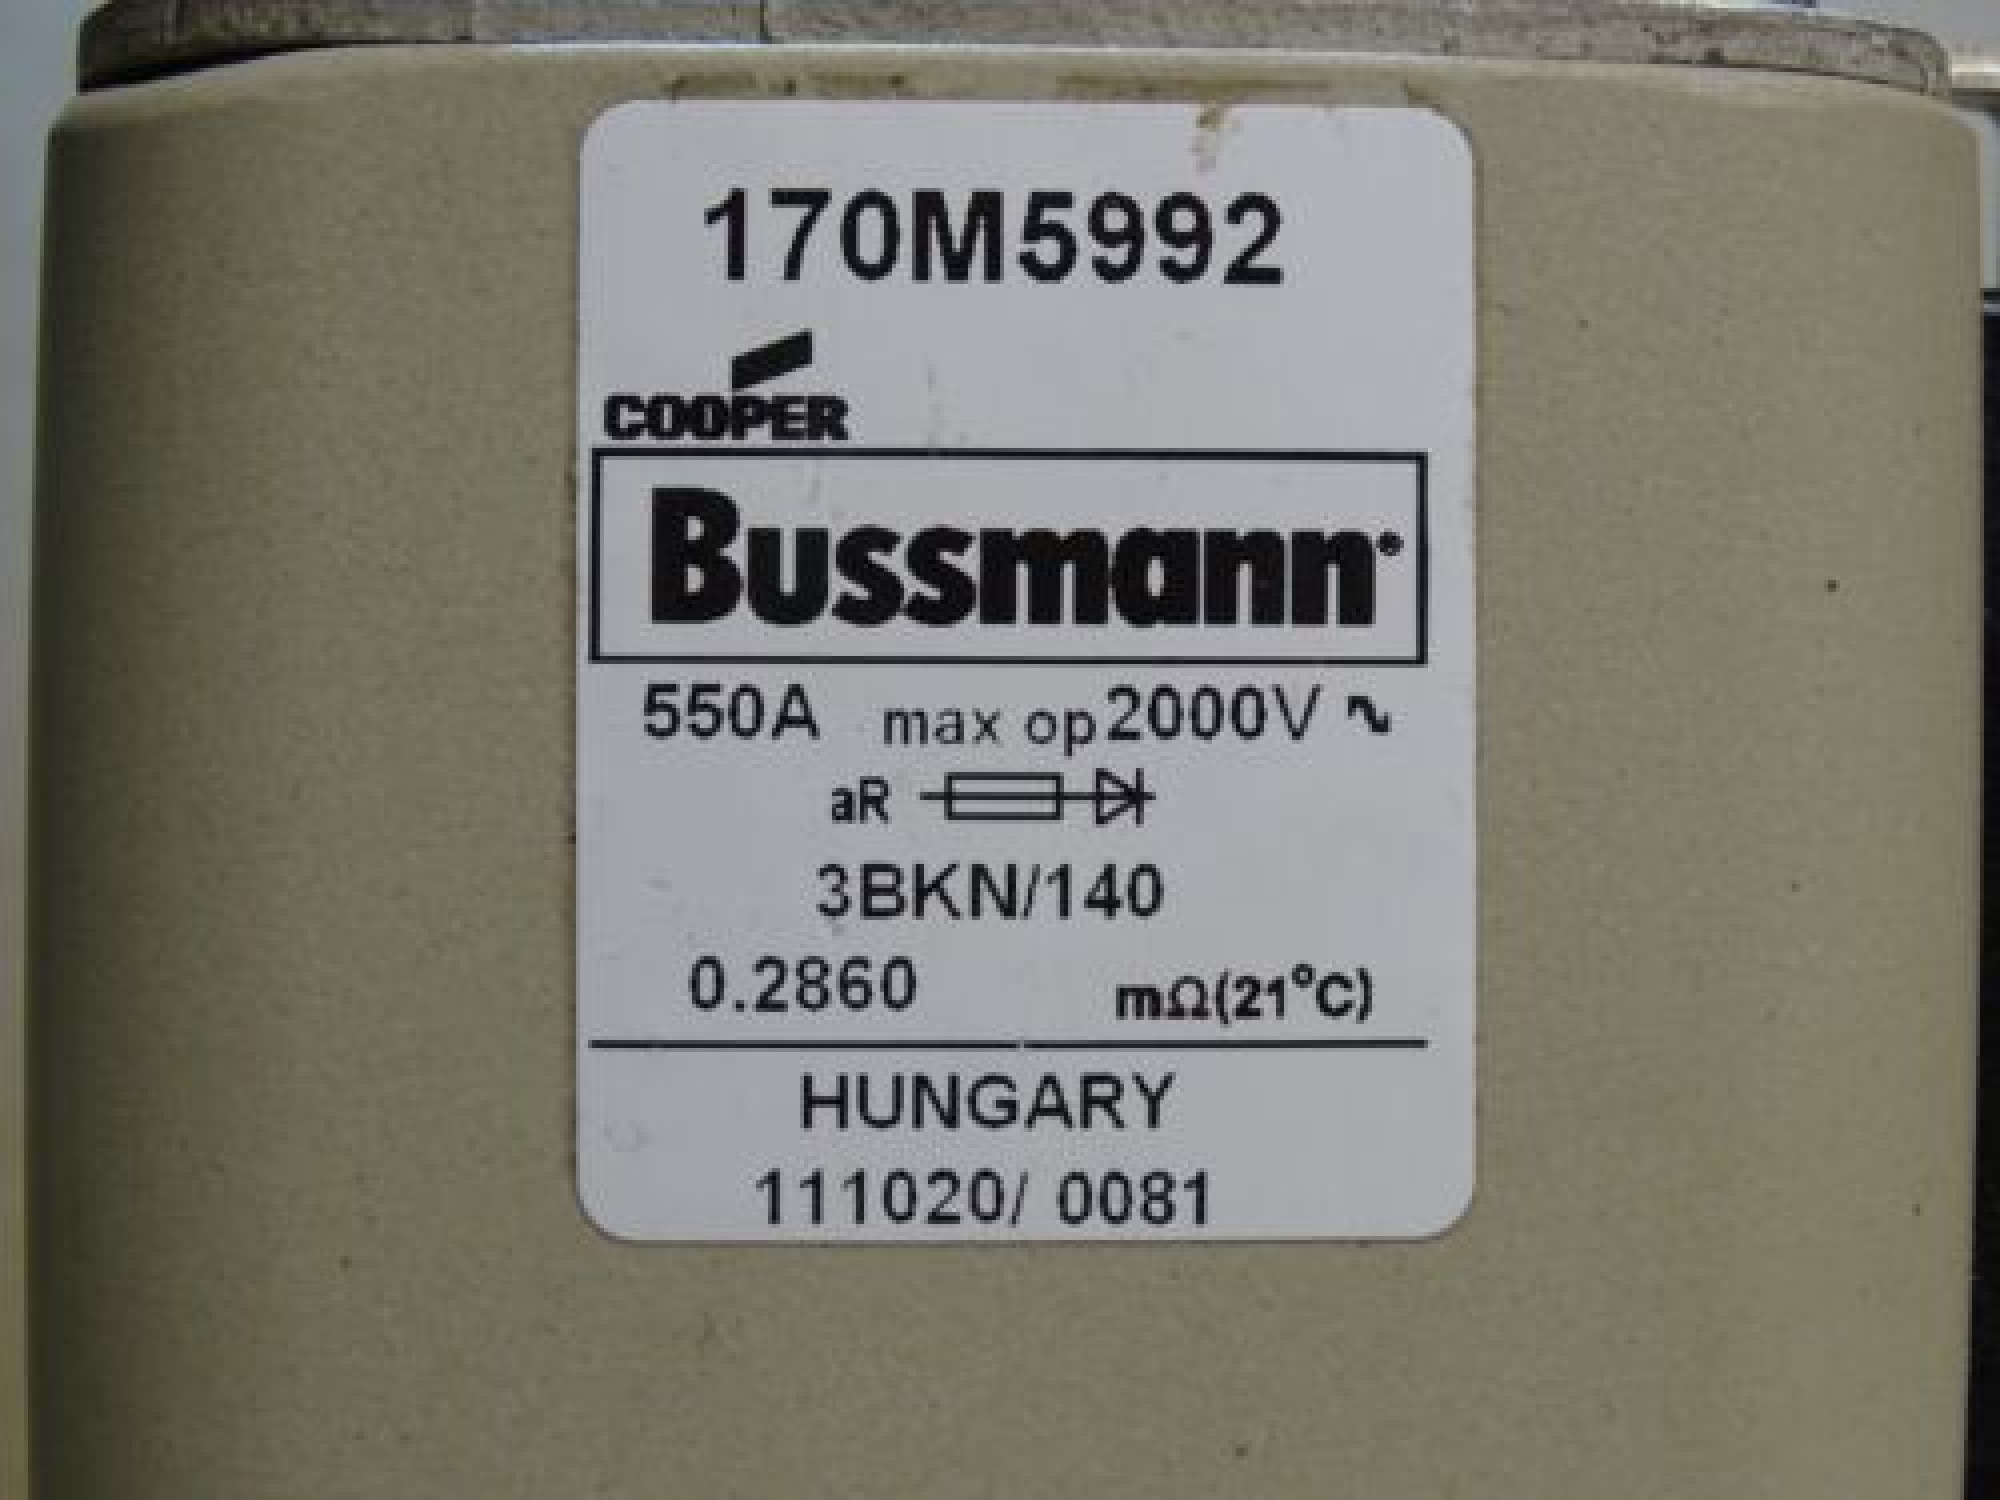 170M5992
COOPER
Bussmann®
550A max op 2000V ~
aR
3BKN/140
0.2860 mΩ(21°C)
HUNGARY
111020/ 0081